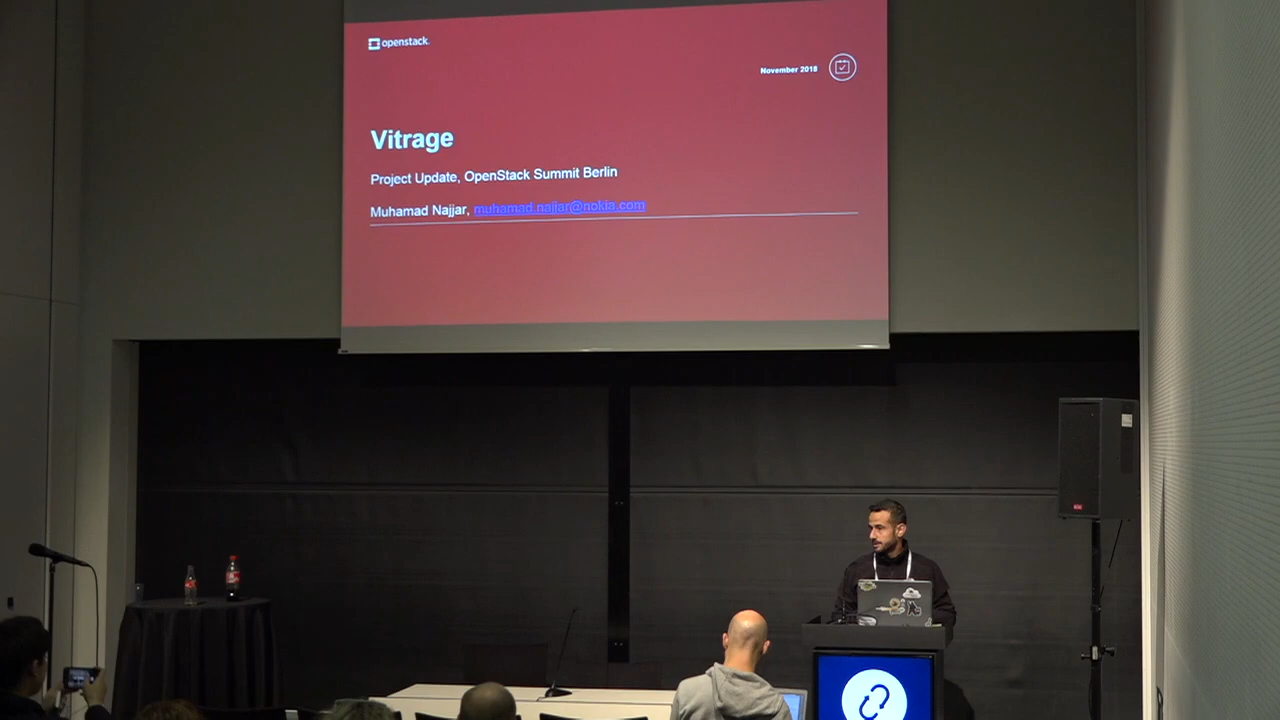 openstack.
November 2018
Vitrage
Project Update, OpenStack Summit Berlin
Muhamad Najjar, muhamad.najjar@nokia.com